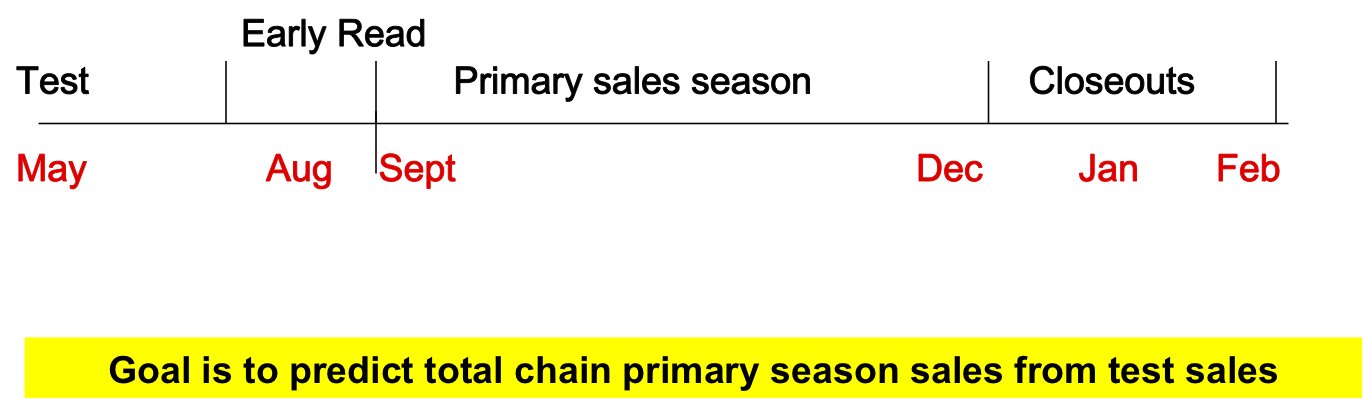 Early Read
Test Primary sales season Closeouts
May Aug Sept Dec Jan Feb
Goal is to predict total chain primary season sales from test sales